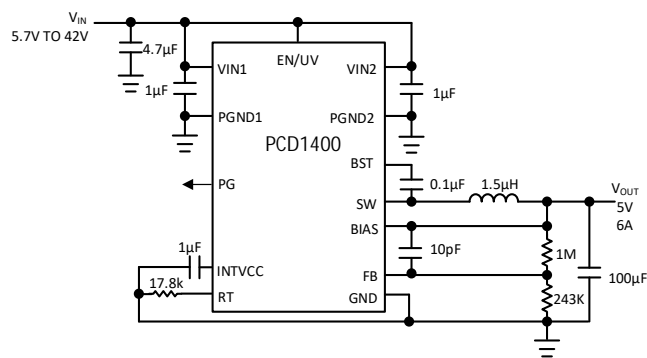 VIN
5.7V TO 42V
4.7µF
1µF
VIN1
EN/UV
VIN2
1µF
PGND1
PGND2
PCD1400
BST
0.1µF
1.5µH
PG
SW
VOUT
5V
6A
BIAS
10pF
1M
1µF
INTVCC
FB
100µF
17.8k
RT
GND
243K